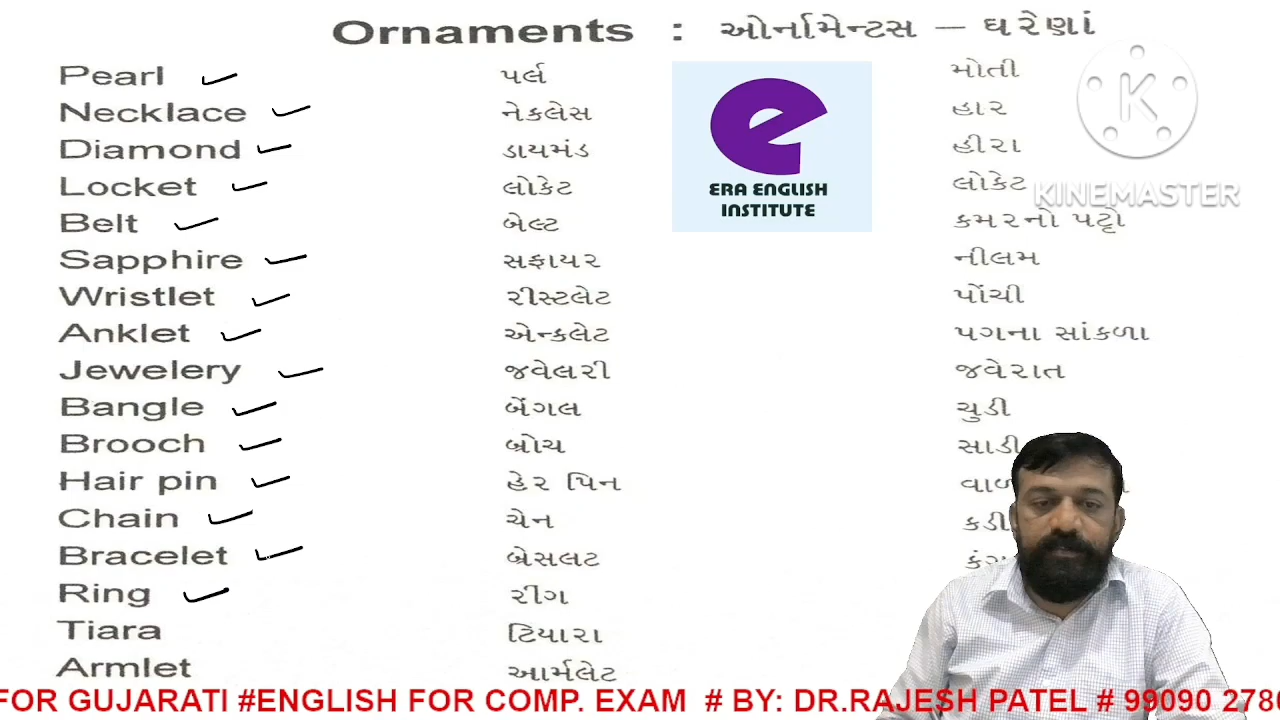 Ornaments : ઓર્નામેન્ટસ – ઘરેણાં
Pearl પર્લ મોતી
Necklace નેકલેસ હાર
Diamond ડાયમંડ હીરા
Locket લોકેટ લોકેટ
Belt બેલ્ટ કમરનો પટ્ટો
Sapphire સફાયર નીલમ
Wristlet રીસ્ટલેટ પોંચી
Anklet એન્કલેટ પગના સાંકળા
Jewelery જવેલરી જવેરાત
Bangle બેંગલ ચુડી
Brooch બ્રોચ સાડી
Hair pin હેર પિન
Chain ચેન કડી
Bracelet બ્રેસલટ
Ring રીંગ
Tiara ટિયારા
Armlet આર્મલેટ
ERA ENGLISH
INSTITUTE
K
KINEMASTER
FOR GUJARATI #ENGLISH FOR COMP. EXAM # BY: DR.RAJESH PATEL # 99090